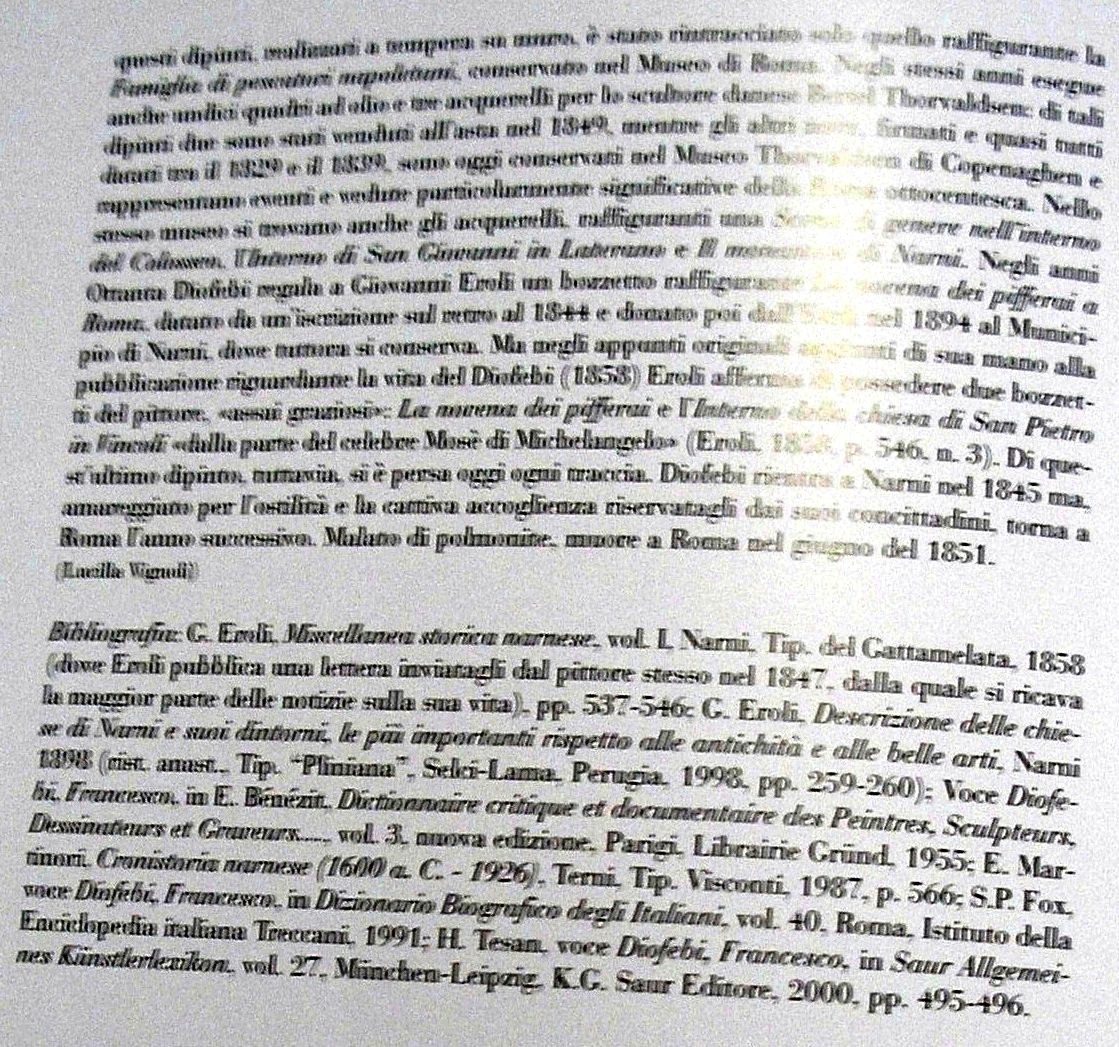 questi dipinti, realizzati a tempera su muro, è stato rintracciato solo quello raffigurante la
Famiglia di pescatori napoletani, conservato nel Museo di Roma. Negli stessi anni esegue
anche undici quadri ad olio e tre acquerelli per lo scultore danese Bertel Thorvaldsen: di tali
dipinti due sono stati venduti all'asta nel 1849, mentre gli altri nove, firmati e quasi tutti
datati tra il 1829 e il 1839, sono oggi conservati nel Museo Thorvaldsen di Copenaghen e
rappresentano eventi e vedute particolarmente significative della Roma ottocentesca. Nello
stesso museo si trovano anche gli acquerelli, raffiguranti una Scena di genere nell'interno
del Colosseo, l'Interno di San Giovanni in Laterano e Il di Narni. Negli anni
Ottanta Diofebi regala a Giovanni Eroli un bozzetto raffigurante La novena dei pifferai a
Roma, datato da un'iscrizione sul retro al 1844 e donato poi dall'Eroli nel 1894 al Munici-
pio di Narni, dove tuttora si conserva. Ma negli appunti originali aggiunti di sua mano alla
pubblicazione riguardante la vita del Diofebi (1858) Eroli afferma di possedere due bozzet-
ti del pittore, «assai graziosi»: La novena dei pifferai e l'Interno della chiesa di San Pietro
in Vincoli «dalla parte del celebre Mosè di Michelangelo» (Eroli, 1858, p. 546, n. 3). Di que-
st'ultimo dipinto, tuttavia, si è persa oggi ogni traccia. Diofebi rientra a Narni nel 1845 ma,
amareggiato per l'ostilità e la cattiva accoglienza riservatagli dai suoi concittadini, torna a
Roma l'anno successivo. Malato di polmonite, muore a Roma nel giugno del 1851.
(Lucilla Vignoli)
Bibliografia: G. Eroli, Miscellanea storica narnese, vol. I, Narni, Tip. del Gattamelata, 1858
(dove Eroli pubblica una lettera inviatagli dal pittore stesso nel 1847, dalla quale si ricava
la maggior parte delle notizie sulla sua vita), pp. 537-546; G. Eroli, Descrizione delle chie-
se di Narni e suoi dintorni, le più importanti rispetto alle antichità e alle belle arti, Narni
1898 (rist. anast., Tip. “Pliniana”, Selci-Lama, Perugia, 1998, pp. 259-260); Voce Diofe-
bi, Francesco, in E. Bénézit, Dictionnaire critique et documentaire des Peintres, Sculpteurs,
Dessinateurs et Graveurs...., vol. 3, nuova edizione, Parigi, Librairie Gründ, 1955; E. Mar-
tinori, Cronistoria narnese (1600 a. C. - 1926), Terni, Tip. Visconti, 1987, p. 566; S.P. Fox,
voce Diofebi, Francesco, in Dizionario Biografico degli Italiani, vol. 40, Roma, Istituto della
Enciclopedia italiana Treccani, 1991; H. Tesan, voce Diofebi, Francesco, in Saur Allgemei-
nes Künstlerlexikon, vol. 27, München-Leipzig, K.G. Saur Editore, 2000, pp. 495-496.